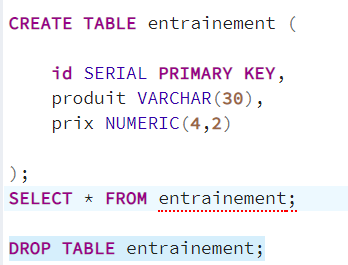 CREATE TABLE entrainement (
id SERIAL PRIMARY KEY,
produit VARCHAR(30),
prix NUMERIC(4,2)
);
SELECT * FROM entrainement;
DROP TABLE entrainement;